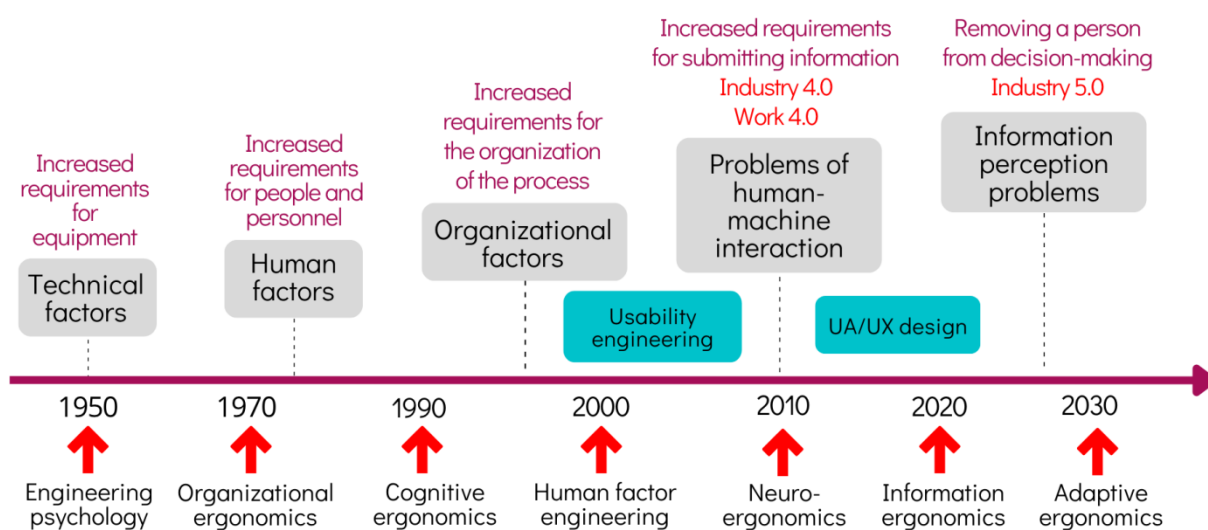 Increased
requirements
for
equipment
Technical
factors
Increased
requirements
for people and
personnel
Human
factors
Increased
requirements for
the organization
of the process
Organizational
factors
Increased requirements
for submitting information
Industry 4.0
Work 4.0
Problems of
human-
machine
interaction
Removing a person
from decision-making
Industry 5.0
Information
perception
problems
Usability
engineering
UA/UX design
1950
1970
1990
2000
2010
2020
2030
Engineering
psychology
Organizational
ergonomics
Cognitive
ergonomics
Human factor
engineering
Neuro-
ergonomics
Information
ergonomics
Adaptive
ergonomics